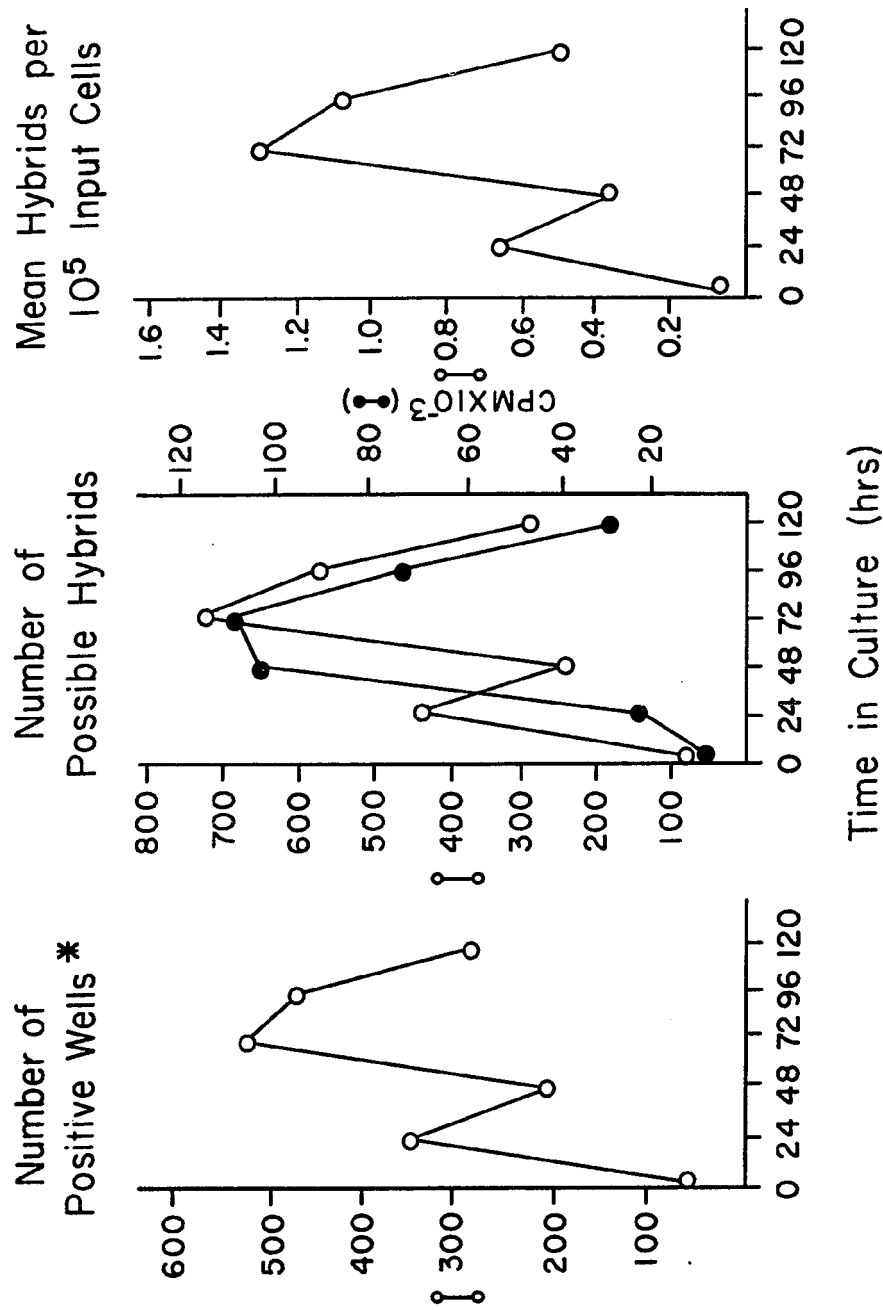 Number of
Positive Wells *
600
500
400
300
200
100
0 24 48 72 96 120
Number of
Possible Hybrids
800
700
600
500
400
300
200
100
0 24 48 72 96 120
120
100
80
60
40
20
CPMX10-3 ( )
Mean Hybrids per
10⁵ Input Cells
1.6
1.4
1.2
1.0
0.8
0.6
0.4
0.2
0 24 48 72 96 120
Time in Culture (hrs)